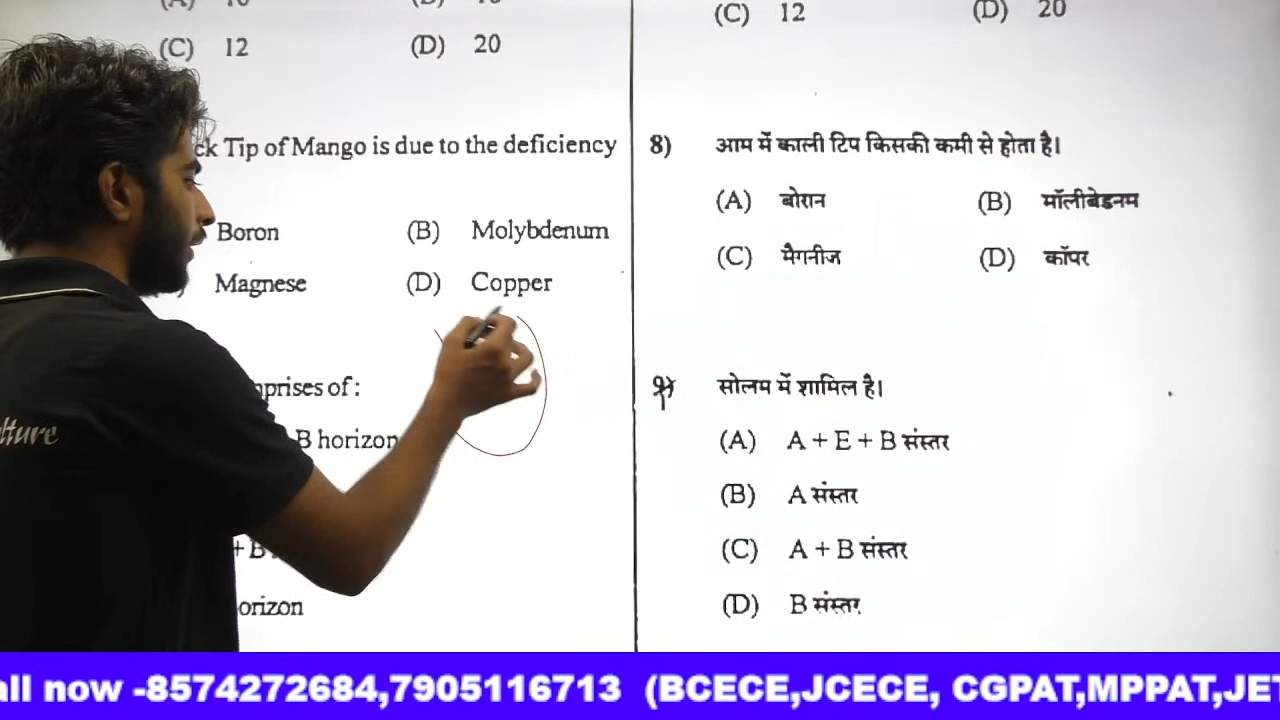 (C) 12 (D) 20
ck Tip of Mango is due to the deficiency
Boron (B) Molybdenum
Magnese (D) Copper
prises of :
B horizon
+ B
orizon
(C) 12 (D) 20
8) आम में काली टिप किसकी कमी से होता है।
(A) बोरान (B) मॉलीबेडनम
(C) मैगनीज (D) कॉपर
9) सोलम में शामिल है।
(A) A + E + B संस्तर
(B) A संस्तर
(C) A + B संस्तर
(D) B संस्तर
lture
all now -8574272684,7905116713 (BCECE,JCECE, CGPAT,MPPAT,JET